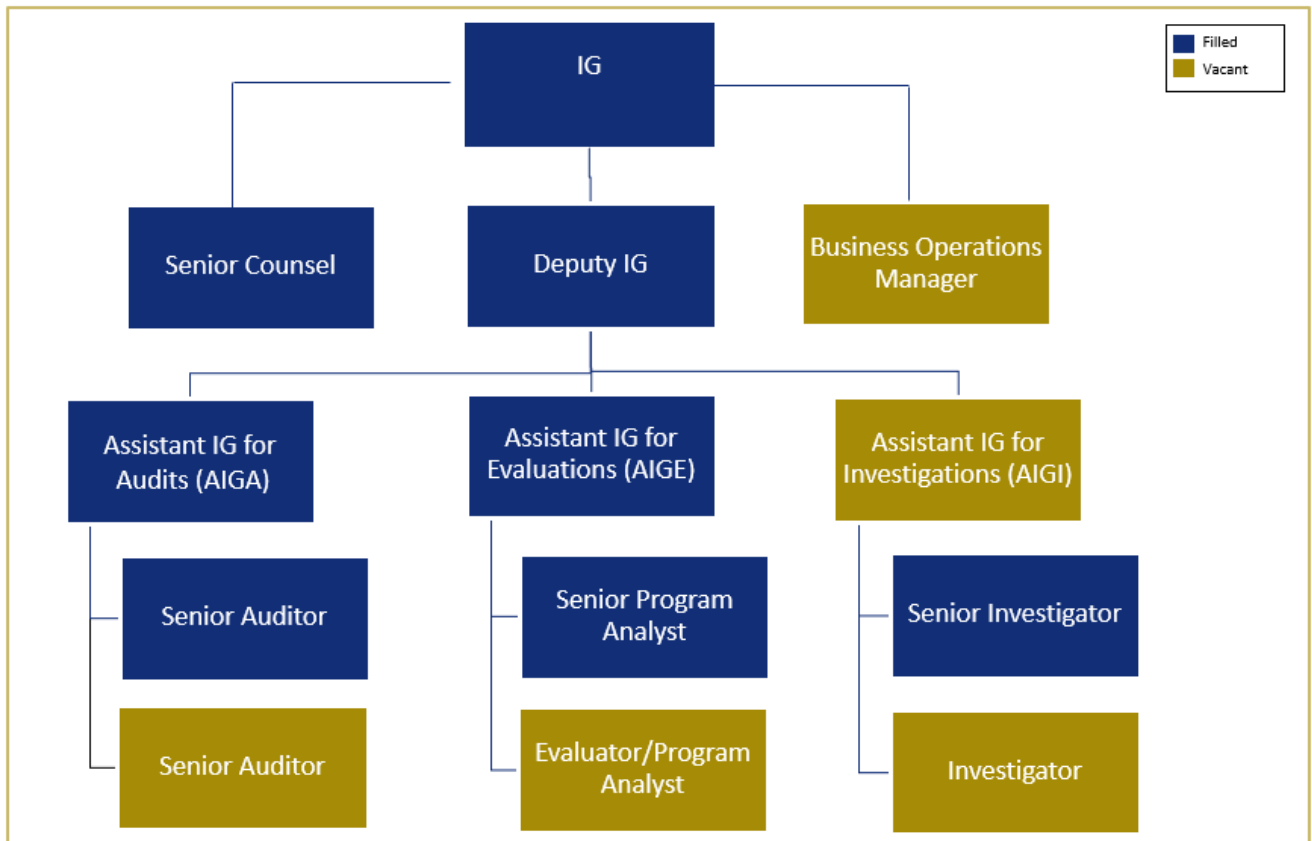 IG
Filled
Vacant
Senior Counsel
Deputy IG
Business Operations
Manager
Assistant IG for
Audits (AIGA)
Assistant IG for
Evaluations (AIGE)
Assistant IG for
Investigations (AIGI)
Senior Auditor
Senior Program
Analyst
Senior Investigator
Senior Auditor
Evaluator/Program
Analyst
Investigator